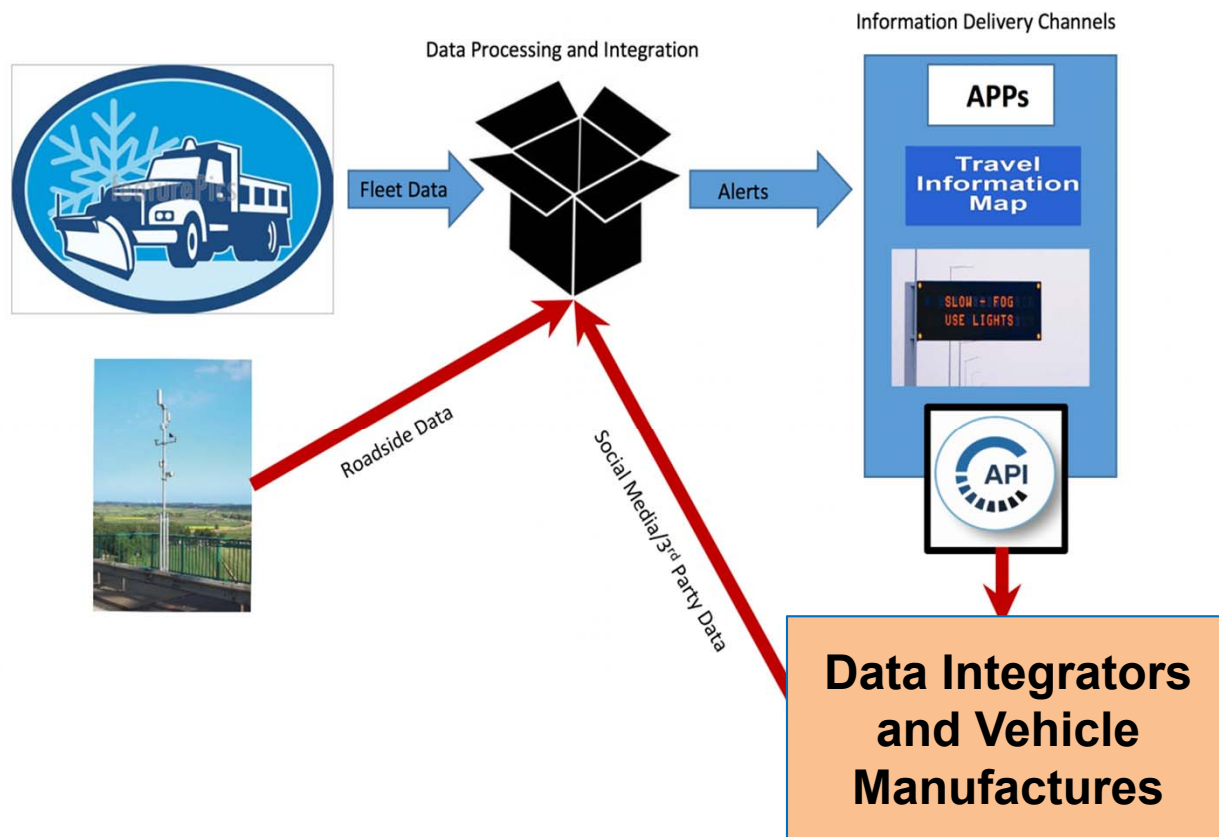 Information Delivery Channels
Data Processing and Integration
APPs
Travel
Information
Map
featurePics
Fleet Data
Alerts
SLOW - FOG
USE LIGHTS
Roadside Data
Social Media/3rd Party Data
API
Data Integrators
and Vehicle
Manufactures